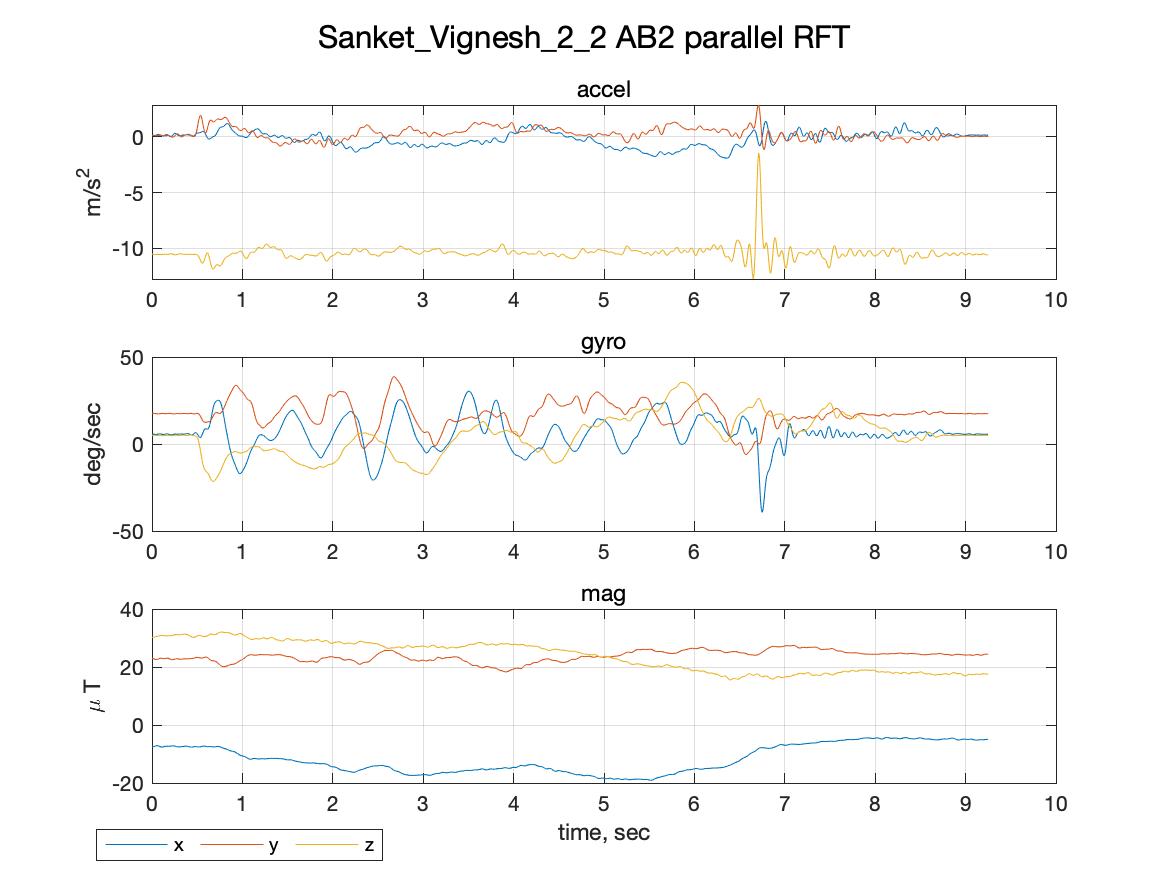 Sanket_Vignesh_2_2 AB2 parallel RFT
accel
0
-5
-10
m/s2
0 1 2 3 4 5 6 7 8 9 10
gyro
50
0
-50
deg/sec
0 1 2 3 4 5 6 7 8 9 10
mag
40
20
0
-20
μ T
0 1 2 3 4 5 6 7 8 9 10
time, sec
x y z